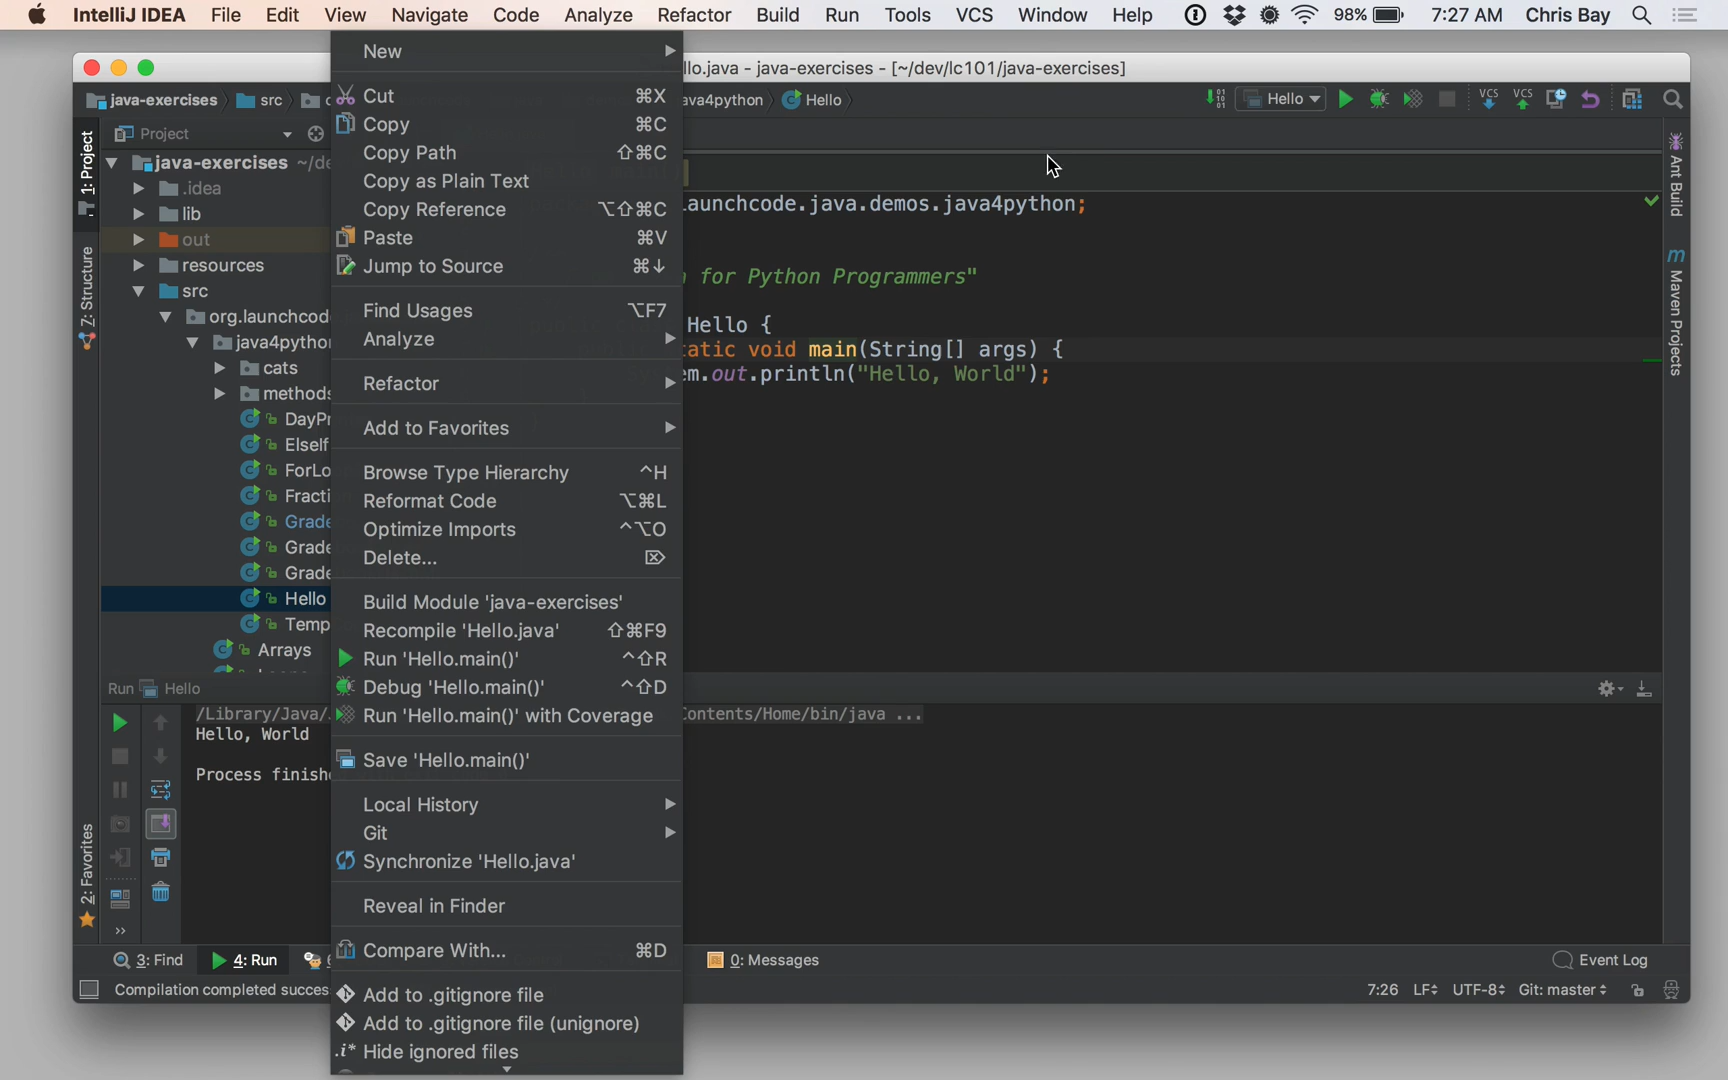 IntelliJ IDEA File Edit View Navigate Code Analyze Refactor Build Run Tools VCS Window Help 98% 7:27 AM Chris Bay
llo.java - java-exercises - [~/dev/lc101/java-exercises]
java-exercises src ava4python Hello Hello VCS VCS
Project
java-exercises ~/de
.idea
lib
out
resources
src
org.launchcode
java4python
cats
methods
DayPr
ElseIf
ForLo
Fracti
Grade
Grade
Grade
Hello
Temp
Arrays
1: Project
Z: Structure
2: Favorites
New
Cut ⌘X
Copy ⌘C
Copy Path ⇧⌘C
Copy as Plain Text
Copy Reference ⌥⇧⌘C
Paste ⌘V
Jump to Source ⌘↓
Find Usages ⌥F7
Analyze
Refactor
Add to Favorites
Browse Type Hierarchy ^H
Reformat Code ⌥⌘L
Optimize Imports ^⌥O
Delete... ⌦
Build Module 'java-exercises'
Recompile 'Hello.java' ⇧⌘F9
Run 'Hello.main()' ^⇧R
Debug 'Hello.main()' ^⇧D
Run 'Hello.main()' with Coverage
Save 'Hello.main()'
Local History
Git
Synchronize 'Hello.java'
Reveal in Finder
Compare With... ⌘D
Add to .gitignore file
Add to .gitignore file (unignore)
.i* Hide ignored files
aunchcode.java.demos.java4python;
for Python Programmers"
Hello {
atic void main(String[] args) {
m.out.println("Hello, World");
Ant Build
Maven Projects
Run Hello
/Library/Java/ ontents/Home/bin/java ...
Hello, World
Process finishe
3: Find 4: Run 6 0: Messages Event Log
Compilation completed succes 7:26 LF UTF-8 Git: master